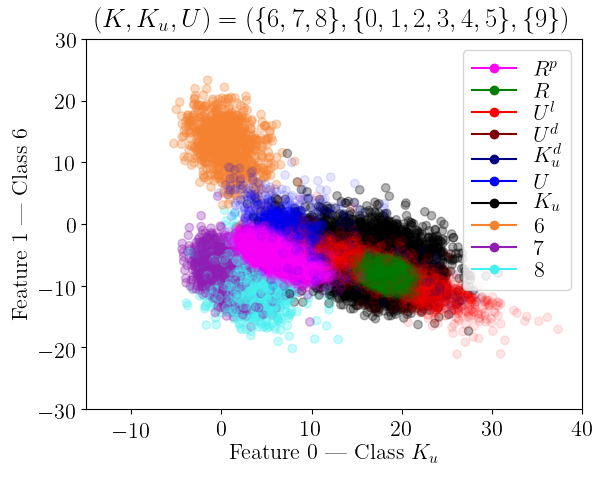 (K, K_u, U) = ({6, 7, 8}, {0, 1, 2, 3, 4, 5}, {9})
30
20
10
0
−10
−20
−30
Feature 1 — Class 6
R^p
R
U^l
U^d
K_u^d
U
K_u
6
7
8
−10
0
10
20
30
40
Feature 0 — Class K_u